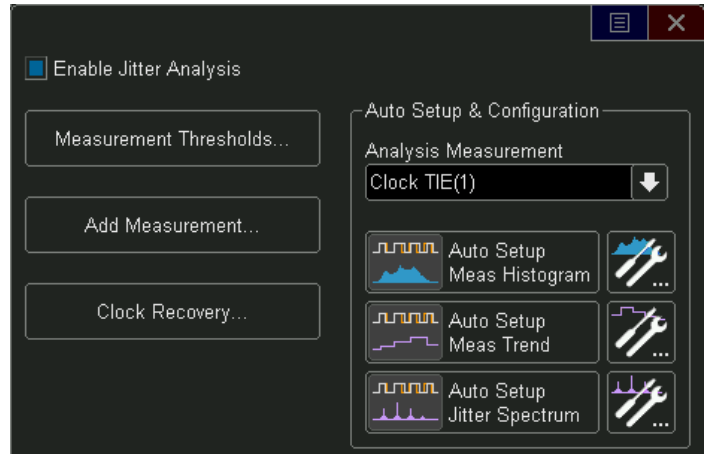 Enable Jitter Analysis
Measurement Thresholds...
Add Measurement...
Clock Recovery...
Auto Setup & Configuration
Analysis Measurement
Clock TIE(1)
Auto Setup
Meas Histogram
...
Auto Setup
Meas Trend
...
Auto Setup
Jitter Spectrum
...